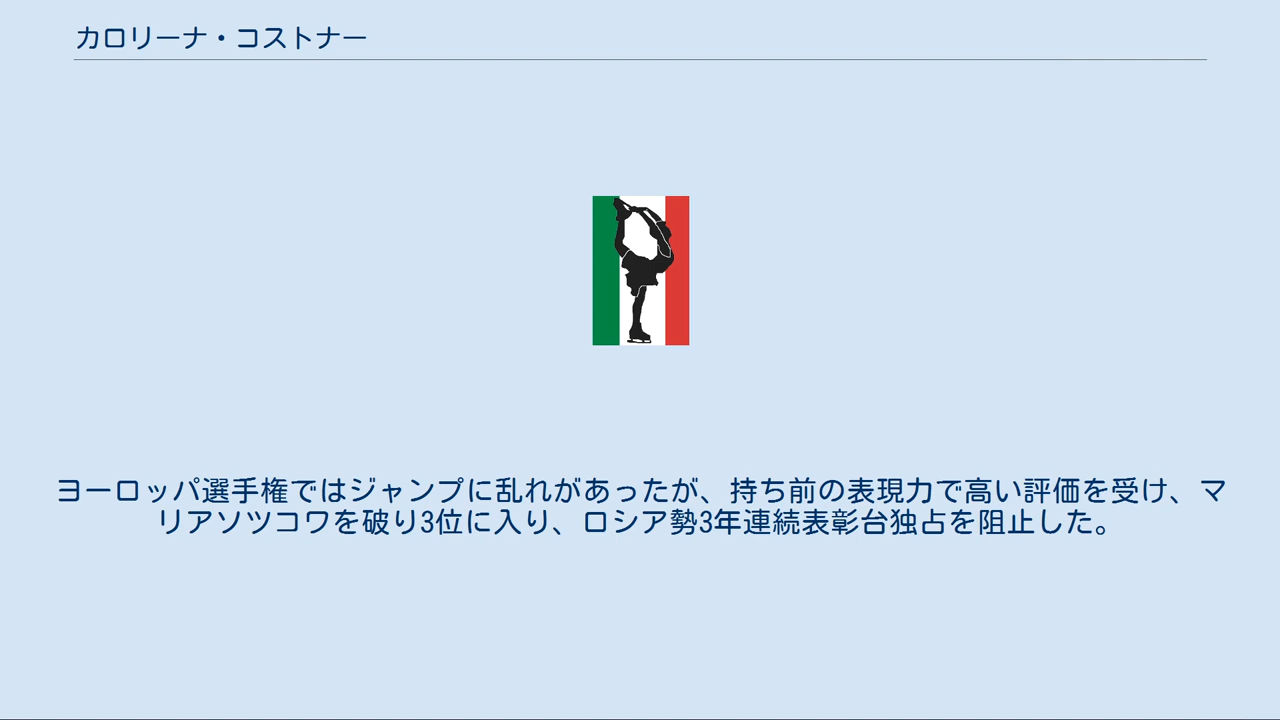 カロリーナ・コストナー
ヨーロッパ選手権ではジャンプに乱れがあったが、持ち前の表現力で高い評価を受け、マ
リアソツコワを破り3位に入り、ロシア勢3年連続表彰台独占を阻止した。